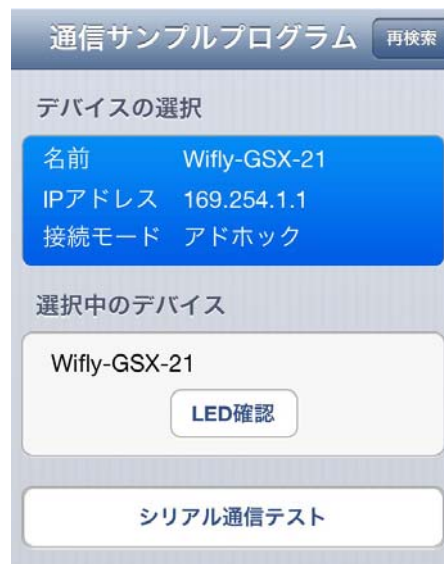 通信サンプルプログラム 再検索
デバイスの選択
名前 Wifly-GSX-21
IPアドレス 169.254.1.1
接続モード アドホック
選択中のデバイス
Wifly-GSX-21
LED確認
シリアル通信テスト